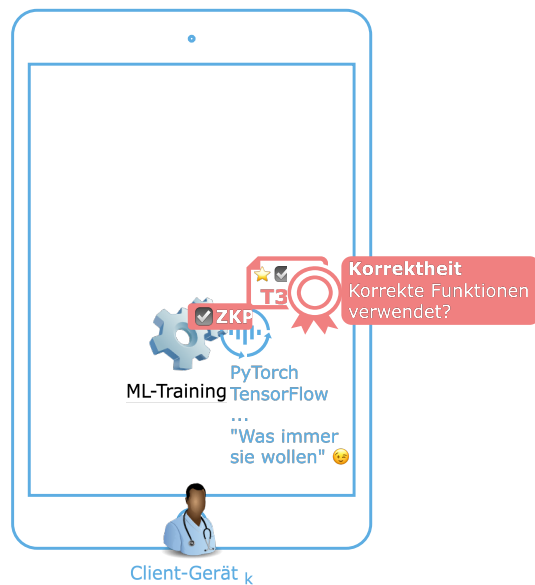 Korrektheit
Korrekte Funktionen
verwendet?
T3
ZKP
ML-Training
PyTorch
TensorFlow
...
"Was immer
sie wollen" 😉
Client-Gerät k